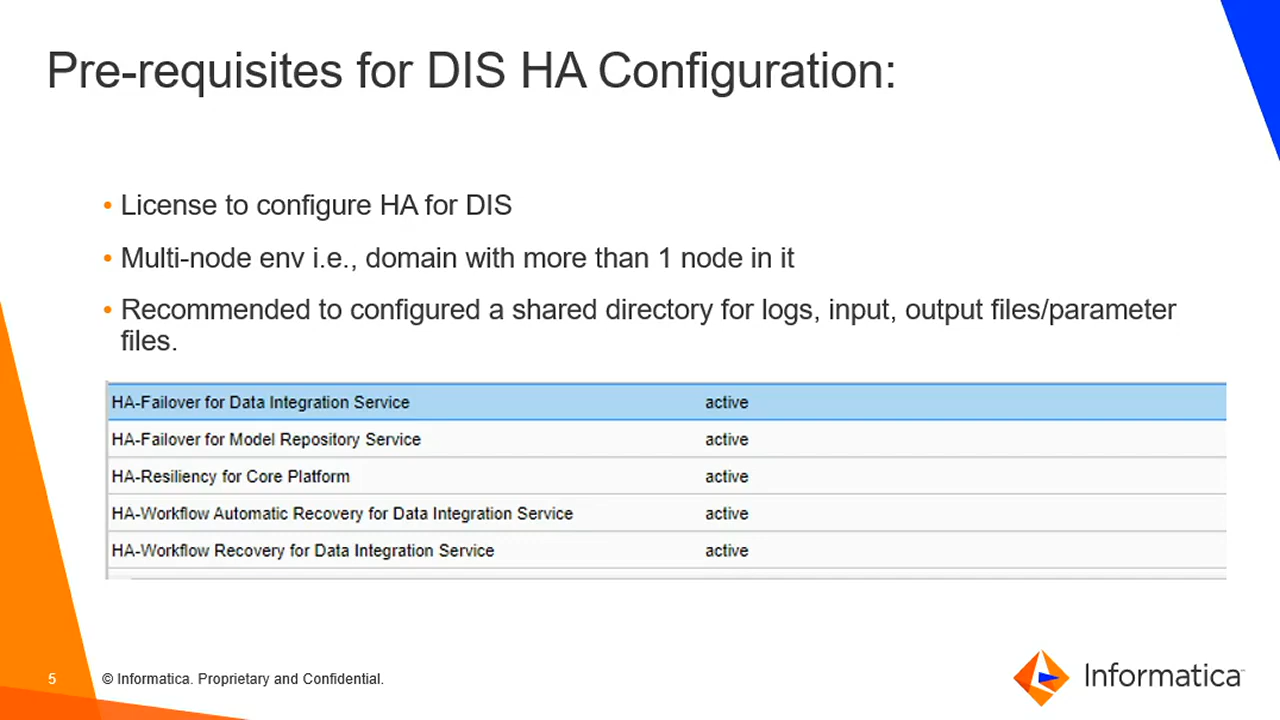 Pre-requisites for DIS HA Configuration:
• License to configure HA for DIS
• Multi-node env i.e., domain with more than 1 node in it
• Recommended to configured a shared directory for logs, input, output files/parameter
files.
HA-Failover for Data Integration Service active
HA-Failover for Model Repository Service active
HA-Resiliency for Core Platform active
HA-Workflow Automatic Recovery for Data Integration Service active
HA-Workflow Recovery for Data Integration Service active
5 © Informatica. Proprietary and Confidential.
Informatica